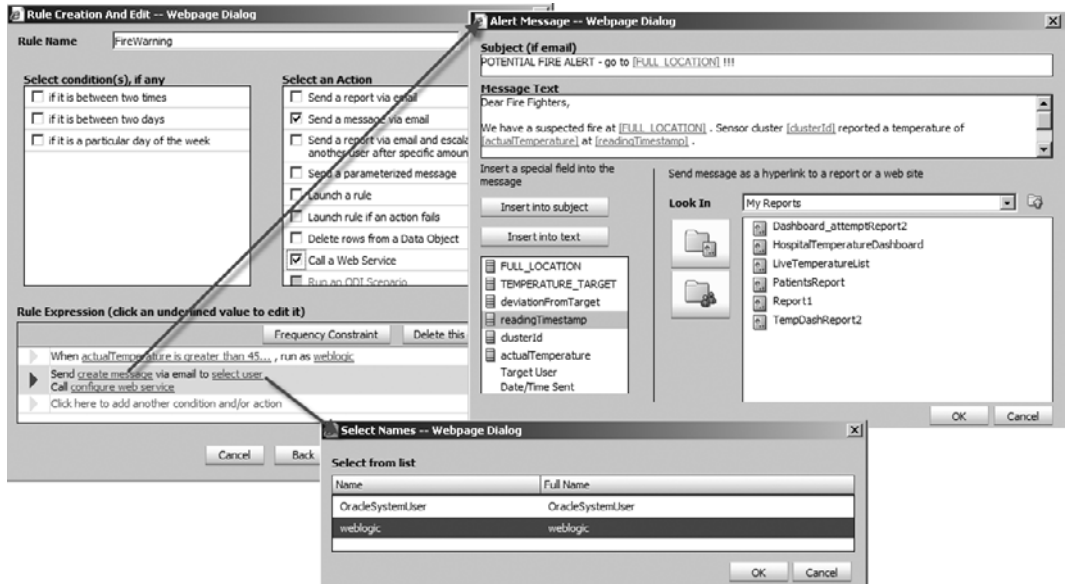 Rule Creation And Edit -- Webpage Dialog
Rule Name
FireWarning
Select condition(s), if any
if it is between two times
if it is between two days
if it is a particular day of the week
Select an Action
Send a report via email
Send a message via email
Send a report via email and escala
another user after specific amoun
Send a parameterized message
Launch a rule
Launch rule if an action fails
Delete rows from a Data Object
Call a Web Service
Run an ODI Scenario
Rule Expression (click an underlined value to edit it)
Frequency Constraint
Delete this
When actualTemperature is greater than 45... , run as weblogic
Send create message via email to select user
Call configure web service
Click here to add another condition and/or action
Cancel
Back
Alert Message -- Webpage Dialog
Subject (if email)
POTENTIAL FIRE ALERT - go to [FULL_LOCATION] !!!
Message Text
Dear Fire Fighters,
We have a suspected fire at [FULL_LOCATION] . Sensor cluster [clusterId] reported a temperature of
[actualTemperature] at [readingTimestamp] .
Insert a special field into the
message
Insert into subject
Insert into text
FULL_LOCATION
TEMPERATURE_TARGET
deviationFromTarget
readingTimestamp
clusterId
actualTemperature
Target User
Date/Time Sent
Send message as a hyperlink to a report or a web site
Look In
My Reports
Dashboard_attemptReport2
HospitalTemperatureDashboard
LiveTemperatureList
PatientsReport
Report1
TempDashReport2
OK
Cancel
Select Names -- Webpage Dialog
Select from list
Name
Full Name
OracleSystemUser
OracleSystemUser
weblogic
weblogic
OK
Cancel